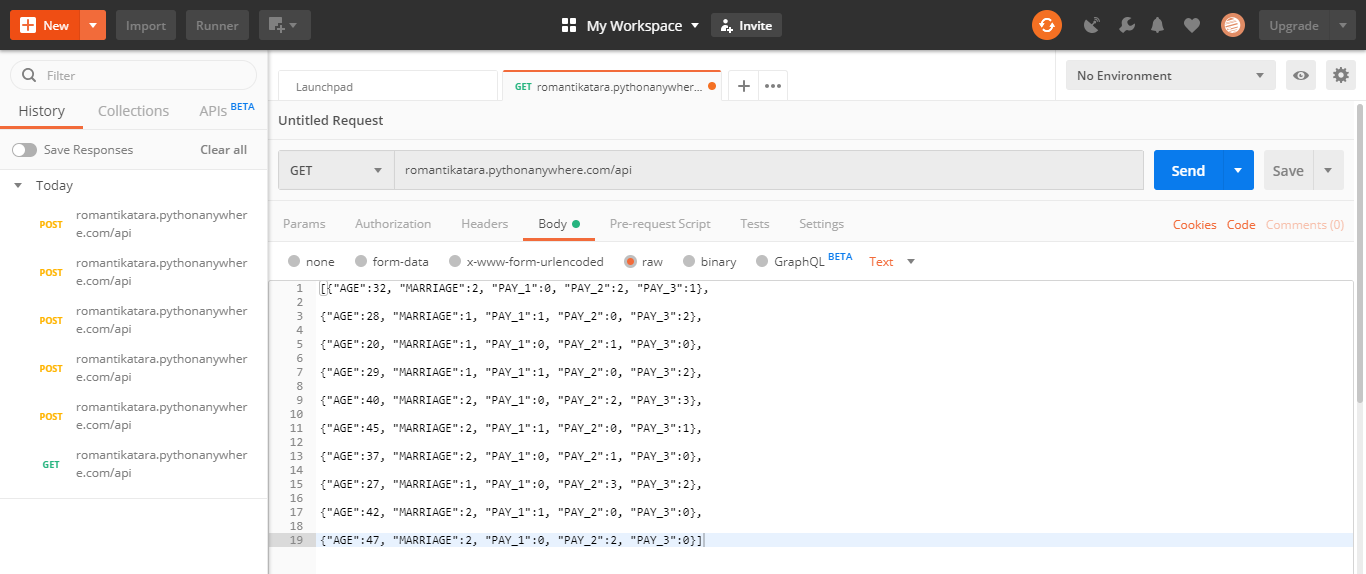 New Import Runner My Workspace Invite Upgrade
Filter
History Collections APIs BETA
Save Responses Clear all
Today
POST romantikatara.pythonanywher
e.com/api
POST romantikatara.pythonanywher
e.com/api
POST romantikatara.pythonanywher
e.com/api
POST romantikatara.pythonanywher
e.com/api
POST romantikatara.pythonanywher
e.com/api
GET romantikatara.pythonanywher
e.com/api
Launchpad GET romantikatara.pythonanywher... No Environment
Untitled Request
GET romantikatara.pythonanywhere.com/api Send Save
Params Authorization Headers Body Pre-request Script Tests Settings Cookies Code Comments (0)
none form-data x-www-form-urlencoded raw binary GraphQL BETA Text
1 [{"AGE":32, "MARRIAGE":2, "PAY_1":0, "PAY_2":2, "PAY_3":1},
2
3 {"AGE":28, "MARRIAGE":1, "PAY_1":1, "PAY_2":0, "PAY_3":2},
4
5 {"AGE":20, "MARRIAGE":1, "PAY_1":0, "PAY_2":1, "PAY_3":0},
6
7 {"AGE":29, "MARRIAGE":1, "PAY_1":1, "PAY_2":0, "PAY_3":2},
8
9 {"AGE":40, "MARRIAGE":2, "PAY_1":0, "PAY_2":2, "PAY_3":3},
10
11 {"AGE":45, "MARRIAGE":2, "PAY_1":1, "PAY_2":0, "PAY_3":1},
12
13 {"AGE":37, "MARRIAGE":2, "PAY_1":0, "PAY_2":1, "PAY_3":0},
14
15 {"AGE":27, "MARRIAGE":1, "PAY_1":0, "PAY_2":3, "PAY_3":2},
16
17 {"AGE":42, "MARRIAGE":2, "PAY_1":1, "PAY_2":0, "PAY_3":0},
18
19 {"AGE":47, "MARRIAGE":2, "PAY_1":0, "PAY_2":2, "PAY_3":0}]